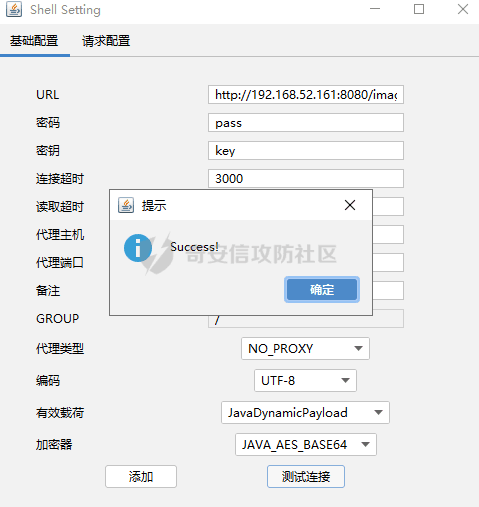 Shell Setting
基础配置 请求配置
URL http://192.168.52.161:8080/imag
密码 pass
密钥 key
连接超时 3000
读取超时
提示
代理主机
Success!
奇安信攻防社区
代理端口
备注
确定
GROUP /
代理类型 NO_PROXY
编码 UTF-8
有效载荷 JavaDynamicPayload
加密器 JAVA_AES_BASE64
添加 测试连接